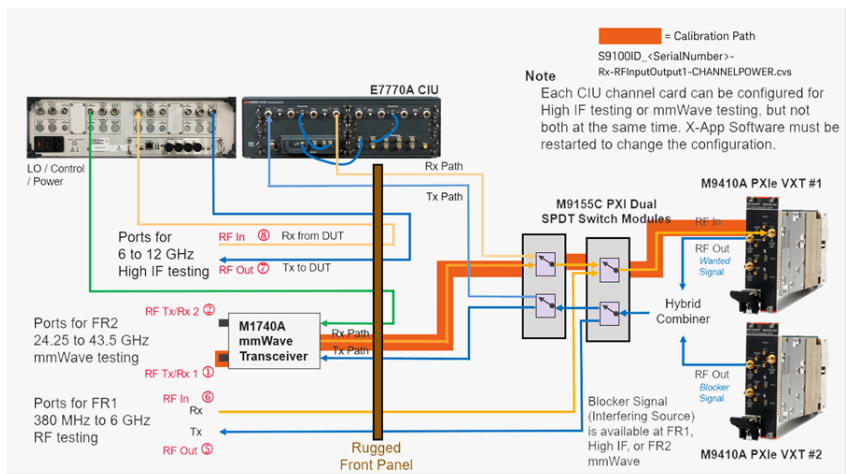 = Calibration Path
S9100ID_<SerialNumber>-
Rx-RFInputOutput1-CHANNELPOWER.cvs
Note
Each CIU channel card can be configured for
High IF testing or mmWave testing, but not
both at the same time. X-App Software must be
restarted to change the configuration.
E7770A CIU
LO / Control
/ Power
Rx Path
Tx Path
M9155C PXI Dual
SPDT Switch Modules
M9410A PXIe VXT #1
RF In
RF Out
Wanted
Signal
Ports for
6 to 12 GHz
High IF testing
RF In ⑧ Rx from DUT
RF Out ⑦ Tx to DUT
Hybrid
Combiner
RF Tx/Rx 2 ②
Ports for FR2
24.25 to 43.5 GHz
mmWave testing
M1740A
mmWave
Transceiver
Rx Path
Tx Path
RF Tx/Rx 1 ①
RF Out
Blocker
Signal
Ports for FR1
380 MHz to 6 GHz
RF testing
RF In ⑥
Rx
Tx
RF Out ⑤
Rugged
Front Panel
Blocker Signal
(Interfering Source)
is available at FR1,
High IF, or FR2
mmWave
M9410A PXIe VXT #2